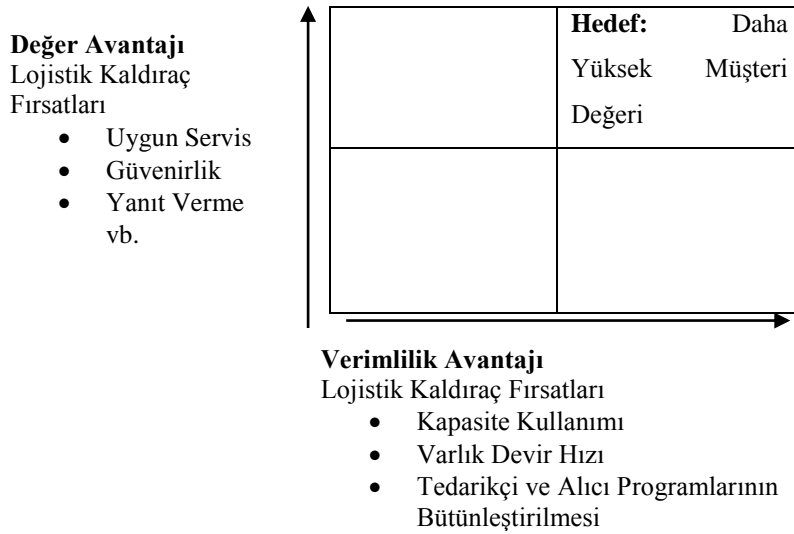 Değer Avantajı
Lojistik Kaldıraç
Fırsatları
• Uygun Servis
• Güvenirlik
• Yanıt Verme
vb.
Hedef: Daha
Yüksek Müşteri
Değeri
Verimlilik Avantajı
Lojistik Kaldıraç Fırsatları
• Kapasite Kullanımı
• Varlık Devir Hızı
• Tedarikçi ve Alıcı Programlarının
Bütünleştirilmesi